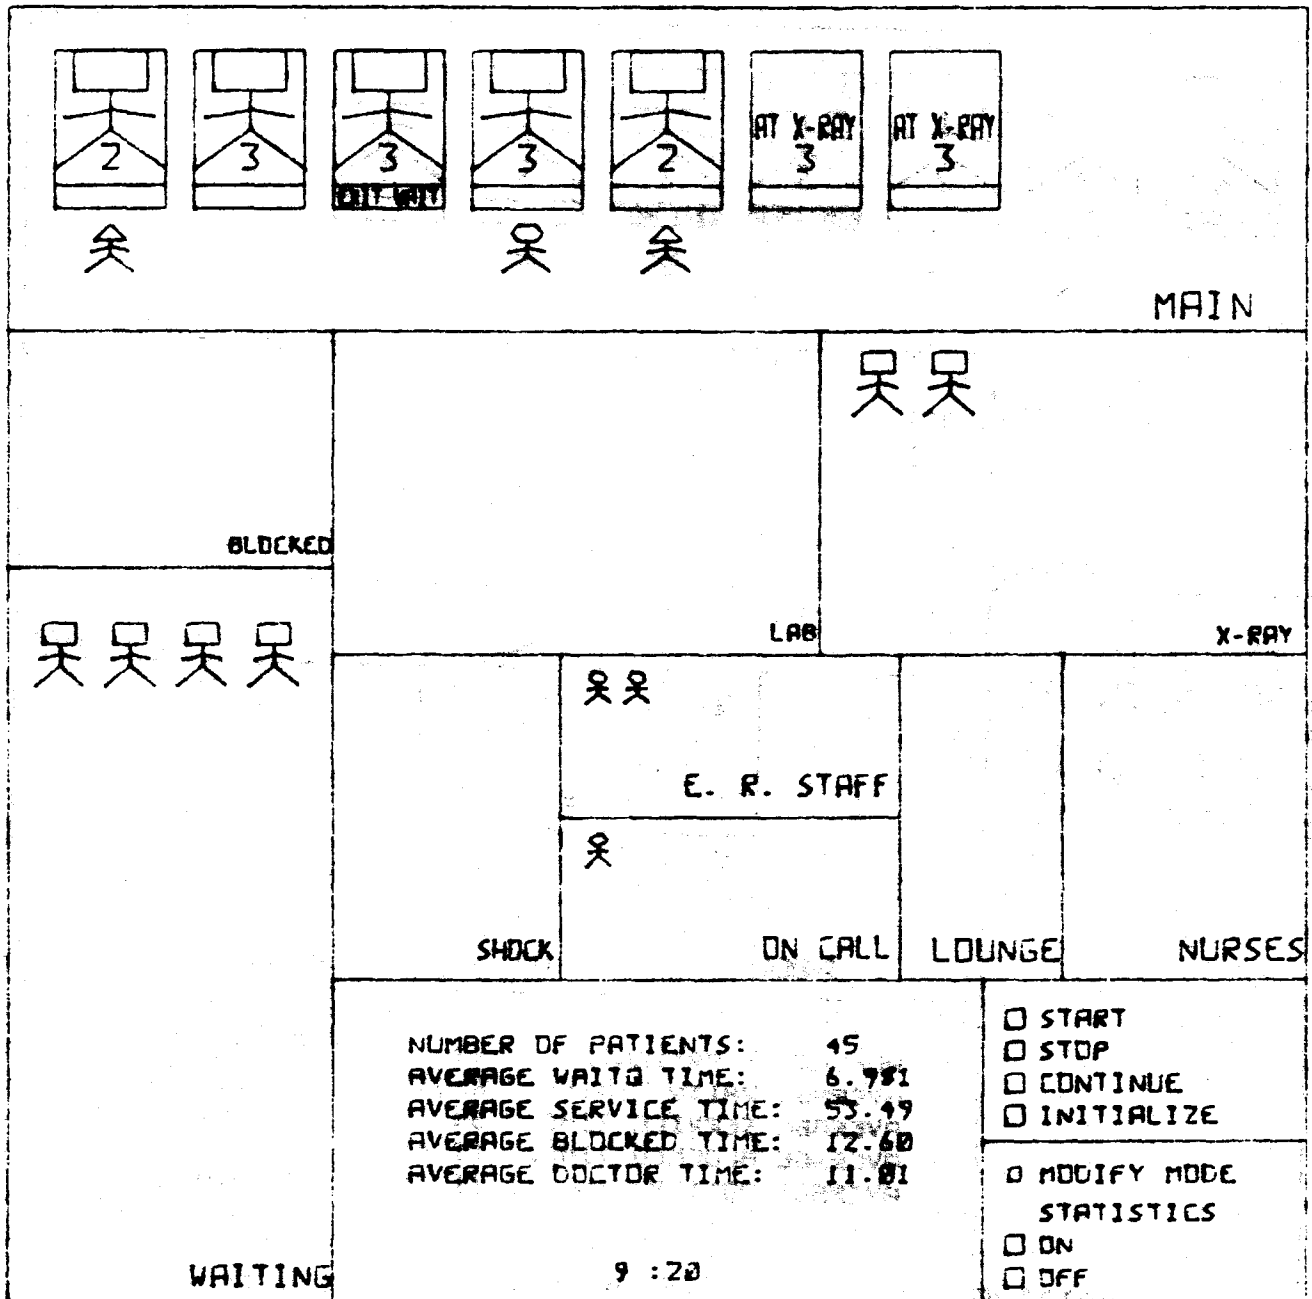 2 3 3 3 2 AT X-RAY 3 AT X-RAY 3
EXIT WAIT
MAIN
BLOCKED
LAB
X-RAY
E. R. STAFF
SHOCK
ON CALL
LOUNGE
NURSES
NUMBER OF PATIENTS: 45
AVERAGE WAITQ TIME: 6.981
AVERAGE SERVICE TIME: 53.49
AVERAGE BLOCKED TIME: 12.60
AVERAGE DOCTOR TIME: 11.01
9 :20
WAITING
START
STOP
CONTINUE
INITIALIZE
MODIFY MODE
STATISTICS
ON
OFF